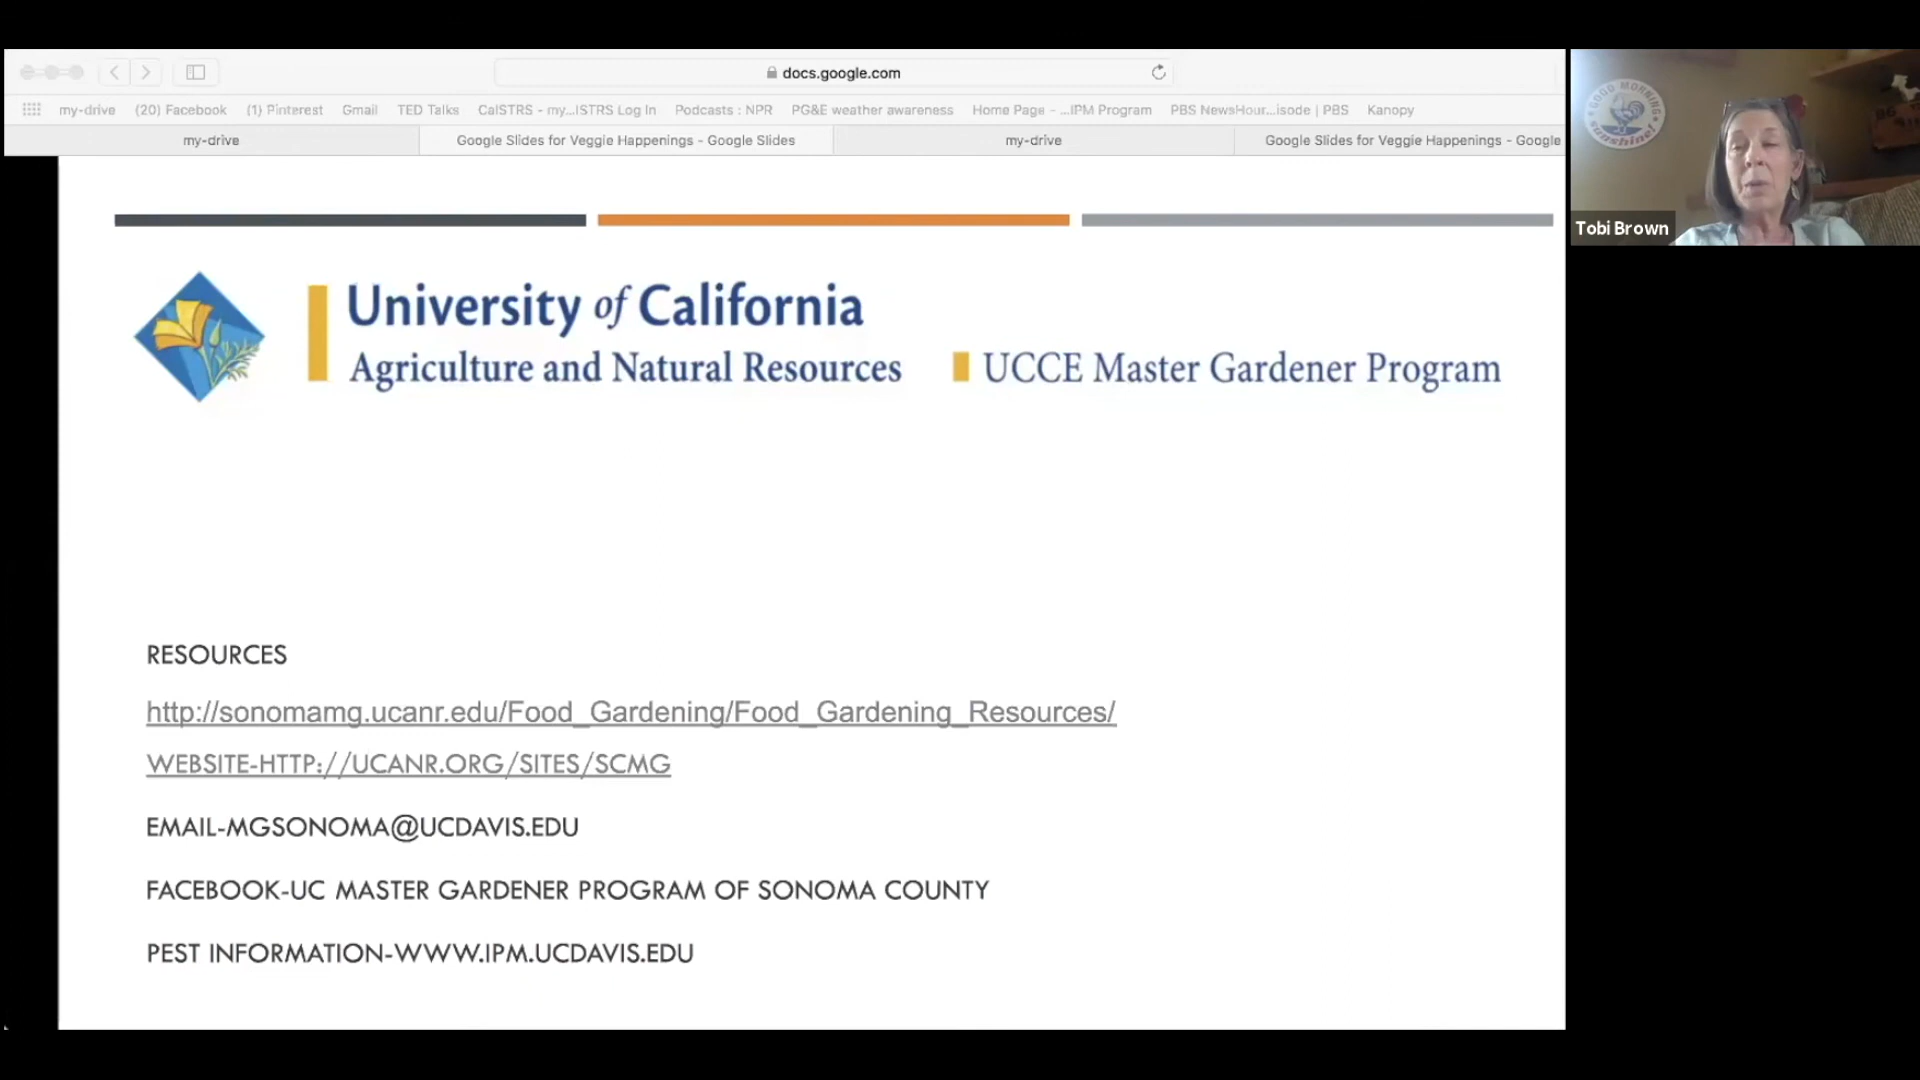 docs.google.com
my-drive (20) Facebook (1) Pinterest Gmail TED Talks CalSTRS - my...lSTRS Log In Podcasts : NPR PG&E weather awareness Home Page - ...IPM Program PBS NewsHour...isode | PBS Kanopy
my-drive Google Slides for Veggie Happenings - Google Slides my-drive Google Slides for Veggie Happenings - Google
GOOD MORNING
sunshine!
Tobi Brown
University of California
Agriculture and Natural Resources UCCE Master Gardener Program
RESOURCES
http://sonomamg.ucanr.edu/Food_Gardening/Food_Gardening_Resources/
WEBSITE-HTTP://UCANR.ORG/SITES/SCMG
EMAIL-MGSONOMA@UCDAVIS.EDU
FACEBOOK-UC MASTER GARDENER PROGRAM OF SONOMA COUNTY
PEST INFORMATION-WWW.IPM.UCDAVIS.EDU